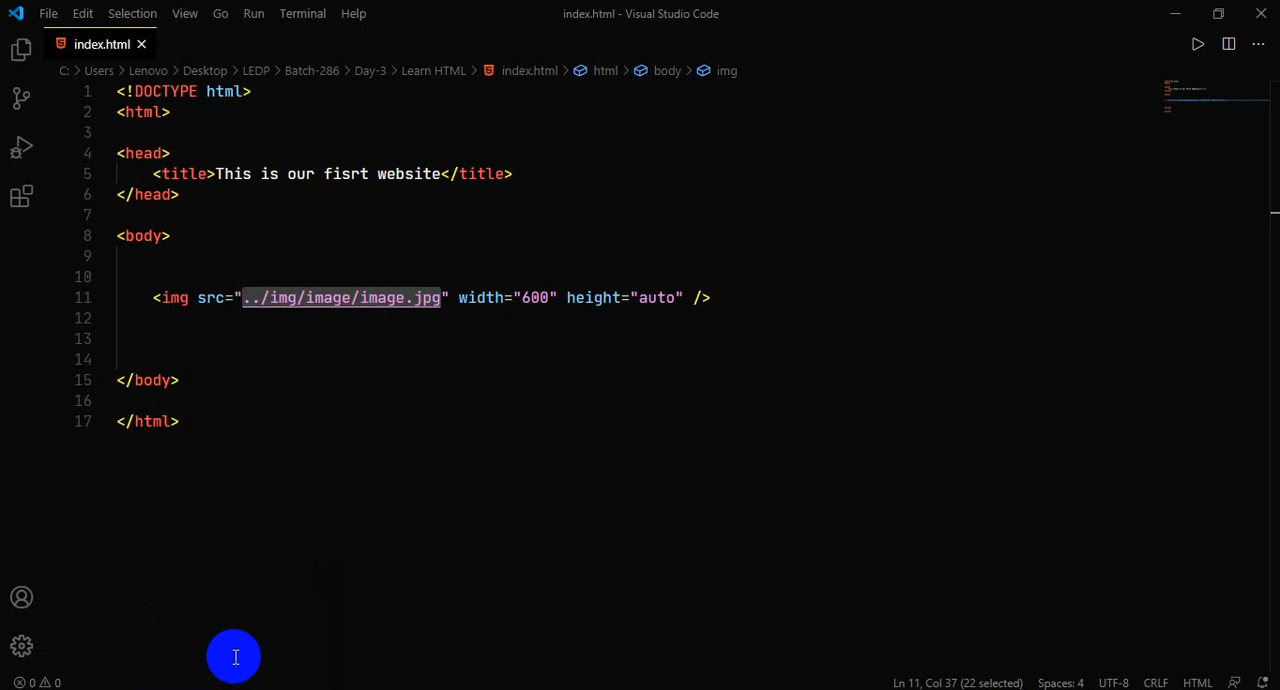 File Edit Selection View Go Run Terminal Help index.html - Visual Studio Code
index.html
C: > Users > Lenovo > Desktop > LEDP > Batch-286 > Day-3 > Learn HTML > index.html > html > body > img
1 <!DOCTYPE html>
2 <html>
3
4 <head>
5 <title>This is our fisrt website</title>
6 </head>
7
8 <body>
9
10
11 <img src="../img/image/image.jpg" width="600" height="auto" />
12
13
14
15 </body>
16
17 </html>
0 0 Ln 11, Col 37 (22 selected) Spaces: 4 UTF-8 CRLF HTML